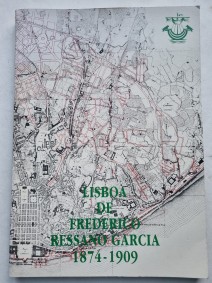 LISBOA
DE
FREDERICO
RESSANO GARCIA
1874-1909